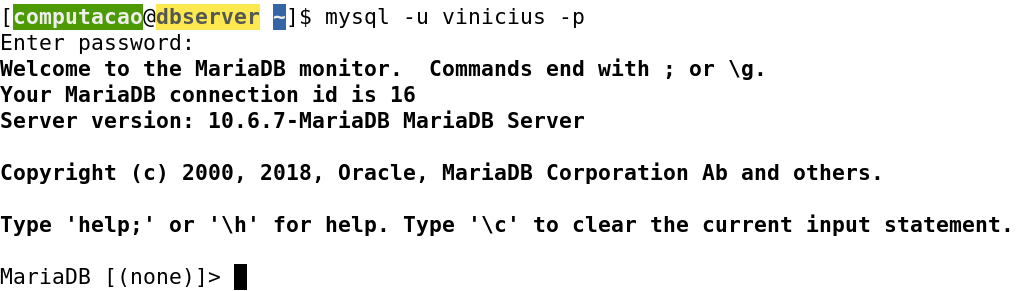 [computacao@dbserver ~]$ mysql -u vinicius -p
Enter password:
Welcome to the MariaDB monitor.  Commands end with ; or \g.
Your MariaDB connection id is 16
Server version: 10.6.7-MariaDB MariaDB Server

Copyright (c) 2000, 2018, Oracle, MariaDB Corporation Ab and others.

Type 'help;' or '\h' for help. Type '\c' to clear the current input statement.

MariaDB [(none)]>